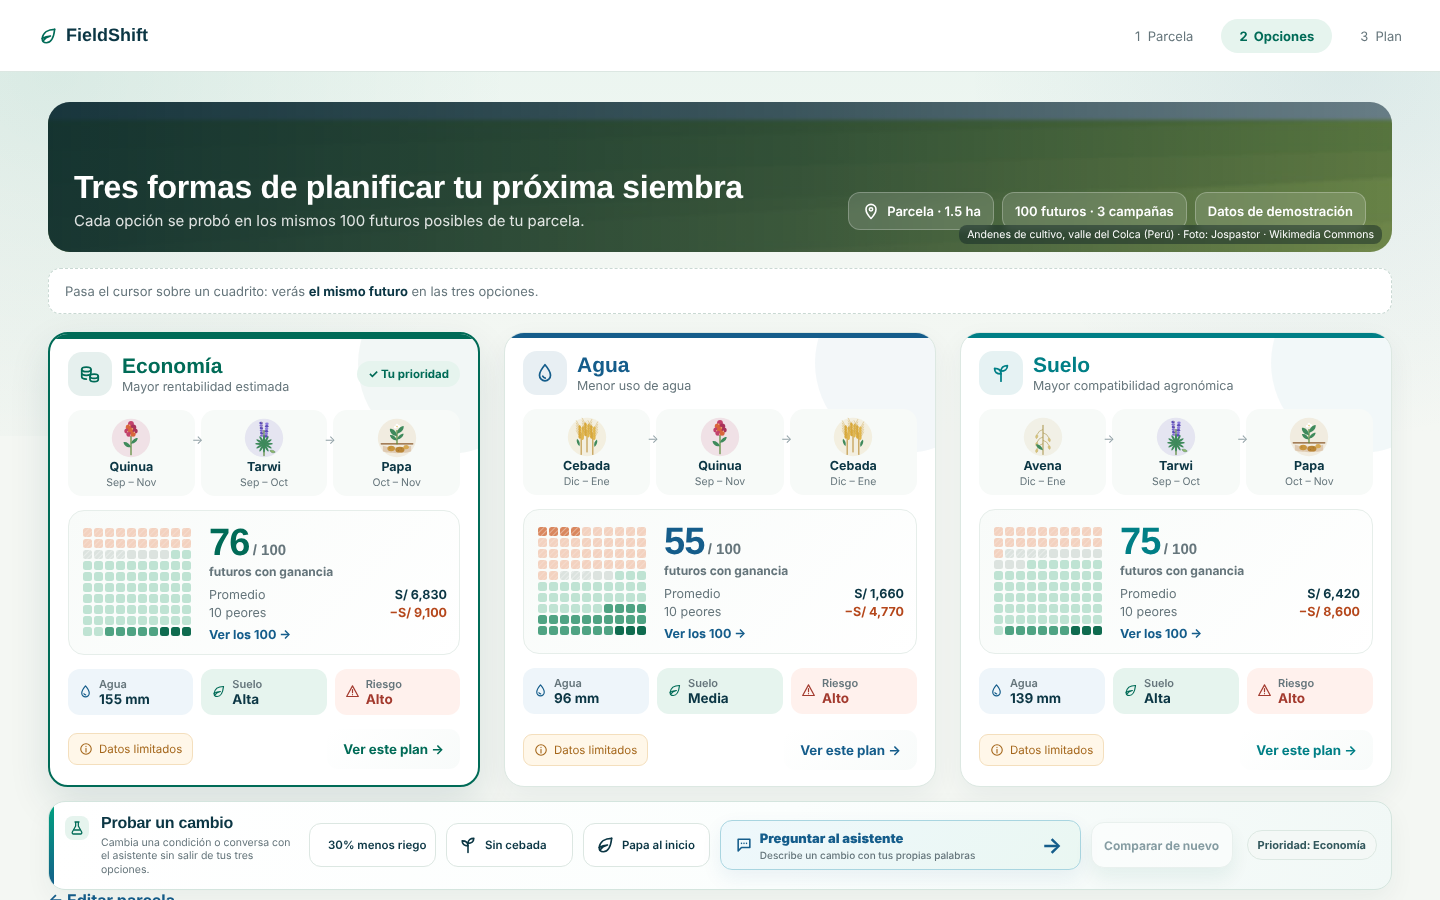 FieldShift
1 Parcela
2 Opciones
3 Plan
Tres formas de planificar tu próxima siembra
Cada opción se probó en los mismos 100 futuros posibles de tu parcela.
Parcela · 1.5 ha
100 futuros · 3 campañas
Datos de demostración
Andenes de cultivo, valle del Colca (Perú) · Foto: Jospastor · Wikimedia Commons
Pasa el cursor sobre un cuadrito: verás el mismo futuro en las tres opciones.
Economía
Mayor rentabilidad estimada
✓ Tu prioridad
Quinua
Sep – Nov
→
Tarwi
Sep – Oct
→
Papa
Oct – Nov
76 / 100
futuros con ganancia
Promedio S/ 6,830
10 peores −S/ 9,100
Ver los 100 →
Agua
155 mm
Suelo
Alta
Riesgo
Alto
Datos limitados
Ver este plan →
Agua
Menor uso de agua
Cebada
Dic – Ene
→
Quinua
Sep – Nov
→
Cebada
Dic – Ene
55 / 100
futuros con ganancia
Promedio S/ 1,660
10 peores −S/ 4,770
Ver los 100 →
Agua
96 mm
Suelo
Media
Riesgo
Alto
Datos limitados
Ver este plan →
Suelo
Mayor compatibilidad agronómica
Avena
Dic – Ene
→
Tarwi
Sep – Oct
→
Papa
Oct – Nov
75 / 100
futuros con ganancia
Promedio S/ 6,420
10 peores −S/ 8,600
Ver los 100 →
Agua
139 mm
Suelo
Alta
Riesgo
Alto
Datos limitados
Ver este plan →
Probar un cambio
Cambia una condición o conversa con
el asistente sin salir de tus tres
opciones.
30% menos riego
Sin cebada
Papa al inicio
Preguntar al asistente
Describe un cambio con tus propias palabras
→
Comparar de nuevo
Prioridad: Economía
← Editar parcela